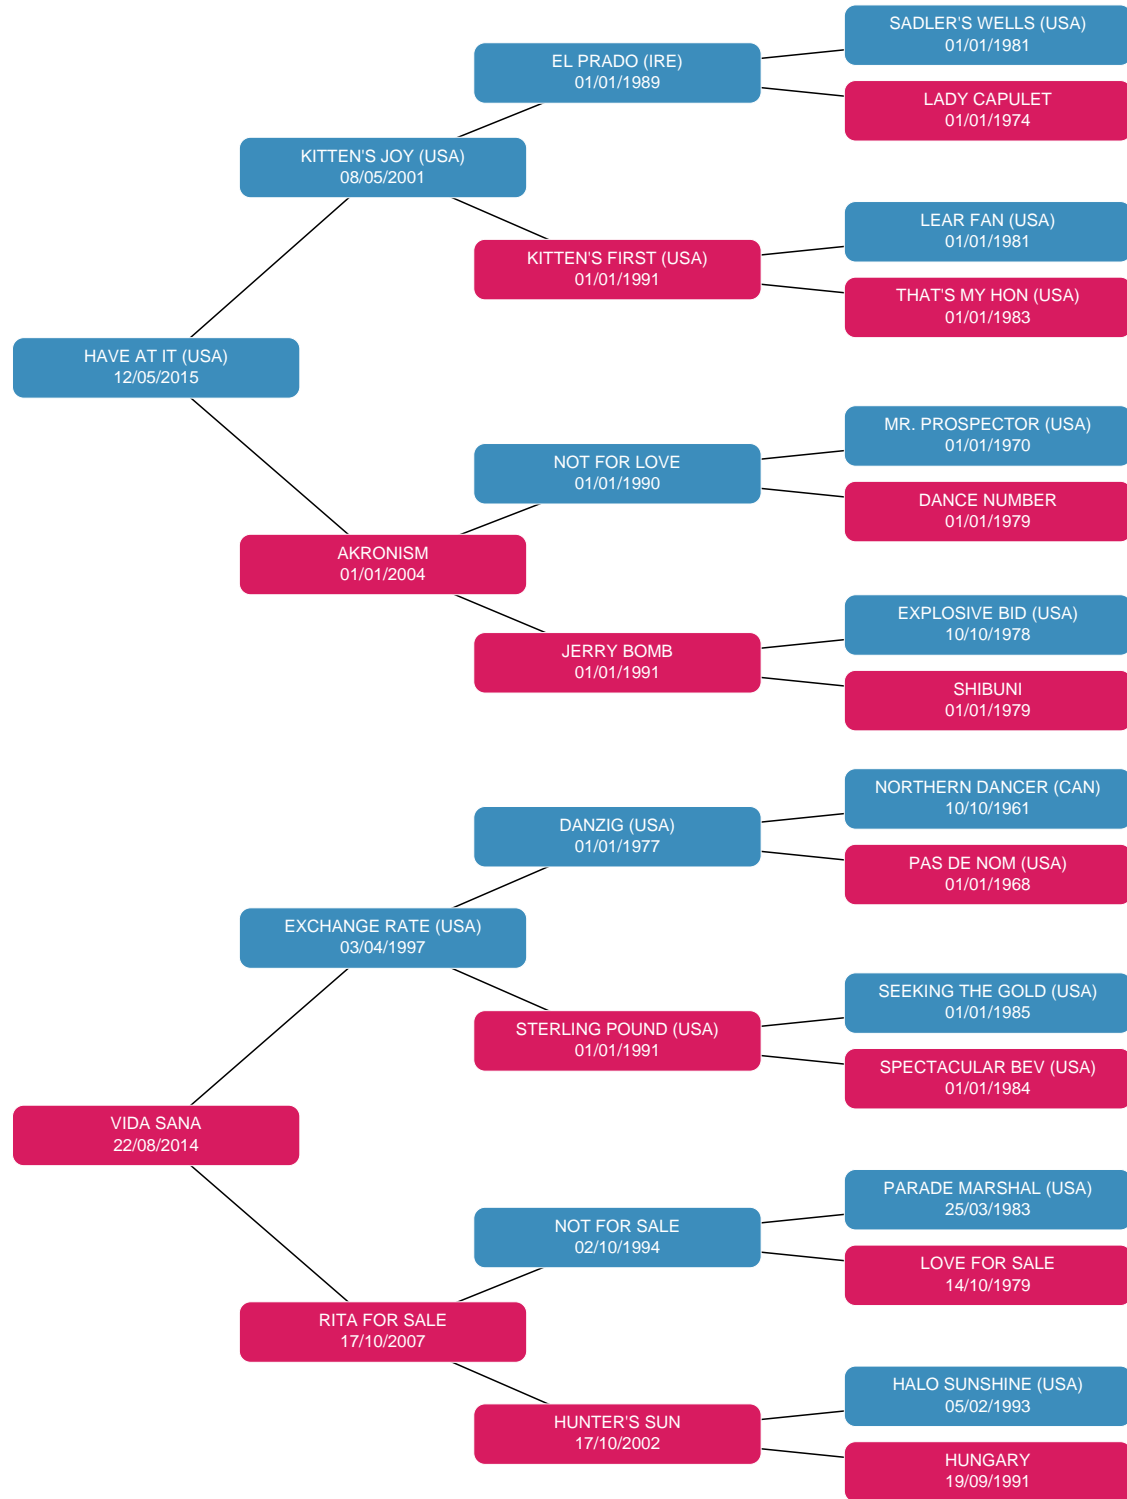 SADLER'S WELLS (USA)
01/01/1981
EL PRADO (IRE)
01/01/1989
LADY CAPULET
01/01/1974
KITTEN'S JOY (USA)
08/05/2001
LEAR FAN (USA)
01/01/1981
KITTEN'S FIRST (USA)
01/01/1991
THAT'S MY HON (USA)
01/01/1983
HAVE AT IT (USA)
12/05/2015
MR. PROSPECTOR (USA)
01/01/1970
NOT FOR LOVE
01/01/1990
DANCE NUMBER
01/01/1979
AKRONISM
01/01/2004
EXPLOSIVE BID (USA)
10/10/1978
JERRY BOMB
01/01/1991
SHIBUNI
01/01/1979
NORTHERN DANCER (CAN)
10/10/1961
DANZIG (USA)
01/01/1977
PAS DE NOM (USA)
01/01/1968
EXCHANGE RATE (USA)
03/04/1997
SEEKING THE GOLD (USA)
01/01/1985
STERLING POUND (USA)
01/01/1991
SPECTACULAR BEV (USA)
01/01/1984
VIDA SANA
22/08/2014
PARADE MARSHAL (USA)
25/03/1983
NOT FOR SALE
02/10/1994
LOVE FOR SALE
14/10/1979
RITA FOR SALE
17/10/2007
HALO SUNSHINE (USA)
05/02/1993
HUNTER'S SUN
17/10/2002
HUNGARY
19/09/1991